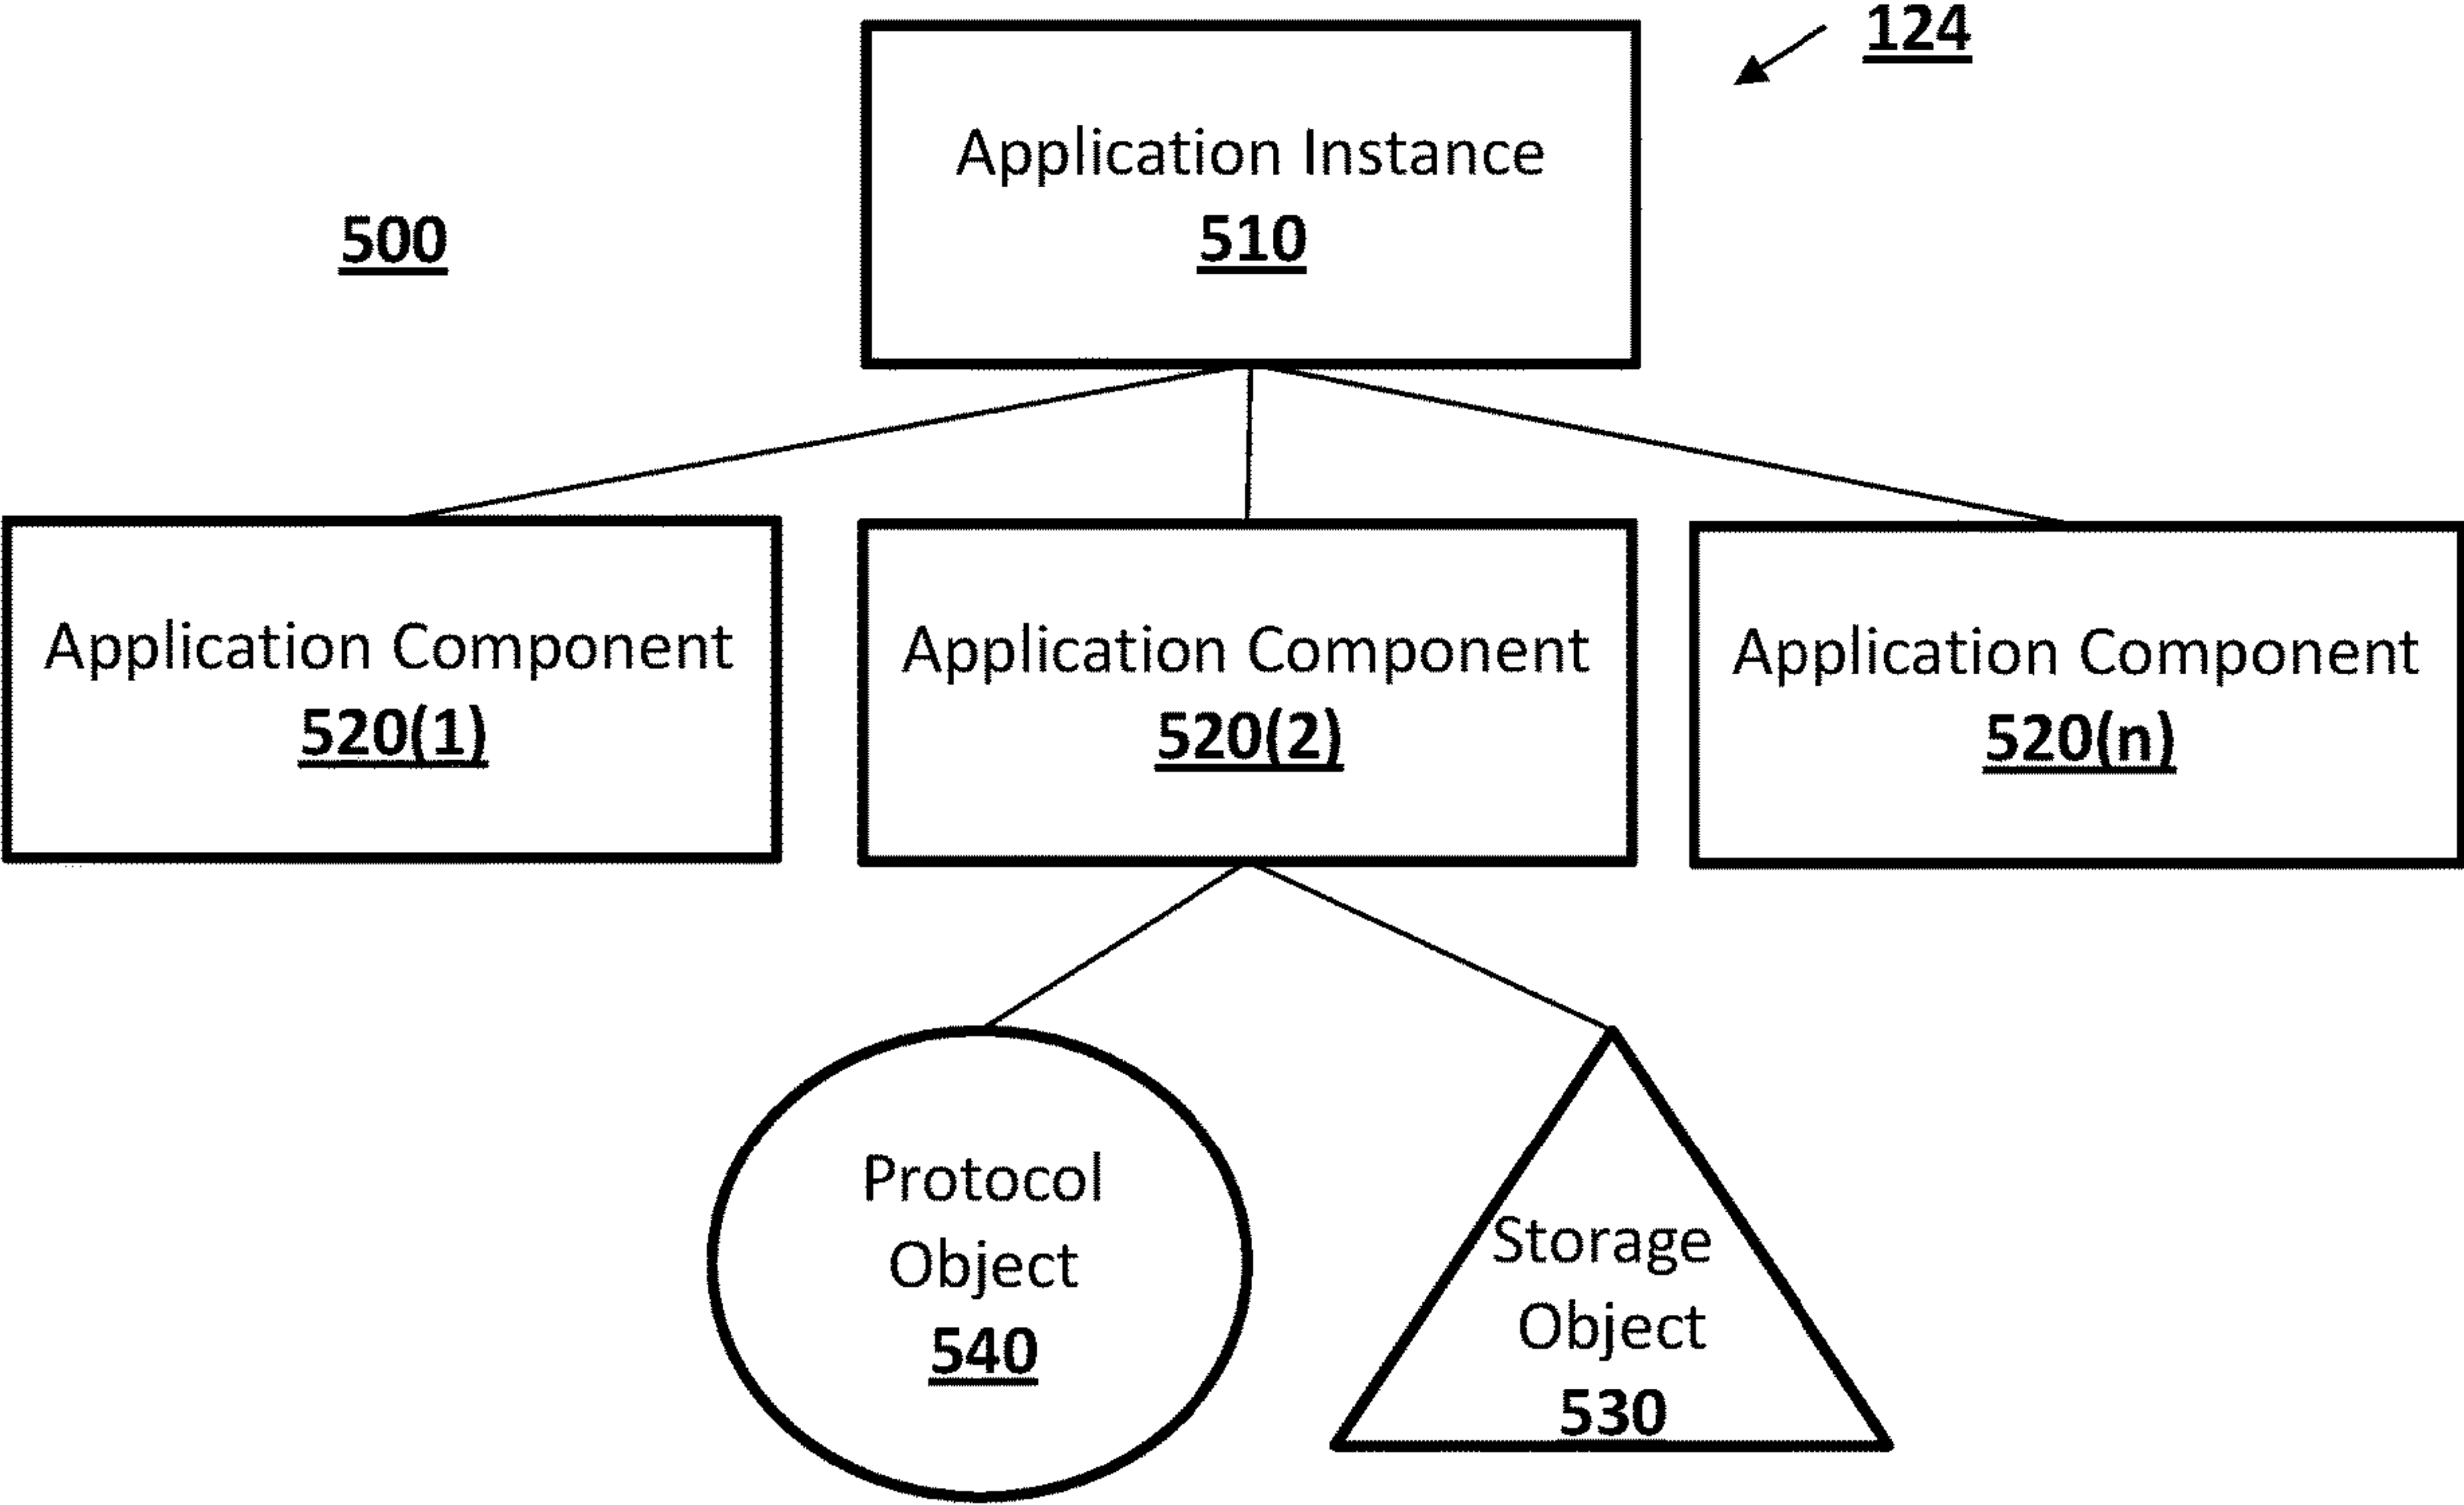 124
Application Instance
510
500
Application Component
520(1)
Application Component
520(2)
Application Component
520(n)
Protocol
Object
540
Storage
Object
530